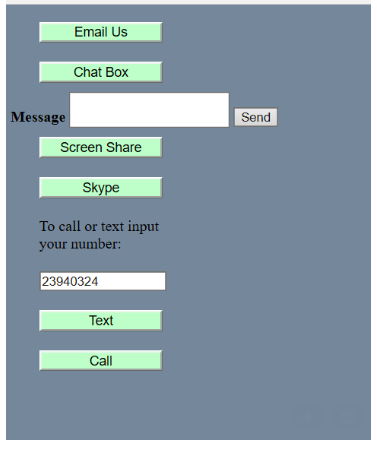 Email Us
Chat Box
Message Send
Screen Share
Skype
To call or text input
your number:
23940324
Text
Call